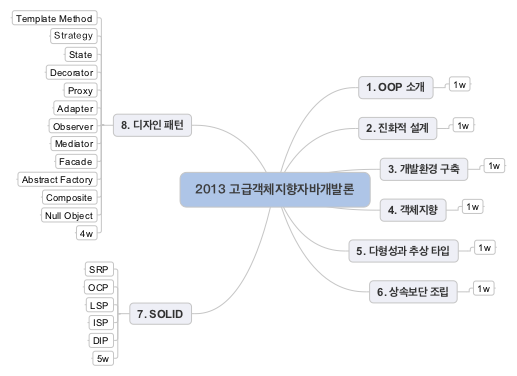 2013 고급객체지향자바개발론
1. OOP 소개
1w
2. 진화적 설계
1w
3. 개발환경 구축
1w
4. 객체지향
1w
5. 다형성과 추상 타입
1w
6. 상속보단 조립
1w
7. SOLID
SRP
OCP
LSP
ISP
DIP
5w
8. 디자인 패턴
Template Method
Strategy
State
Decorator
Proxy
Adapter
Observer
Mediator
Facade
Abstract Factory
Composite
Null Object
4w